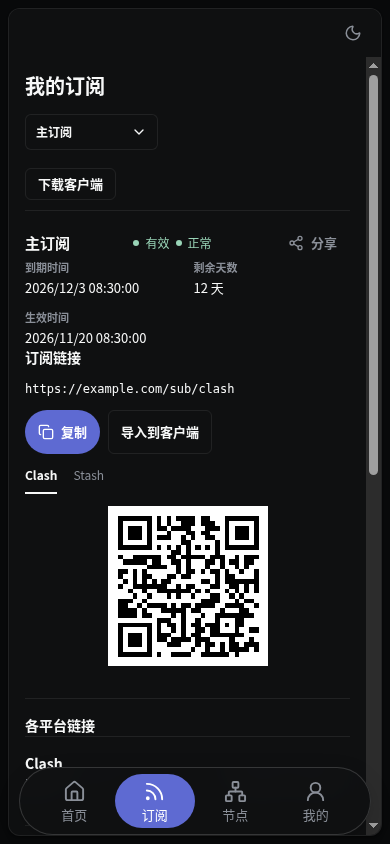 我的订阅
主订阅
下载客户端
主订阅 有效 正常 分享
到期时间 剩余天数
2026/12/3 08:30:00 12 天
生效时间
2026/11/20 08:30:00
订阅链接
https://example.com/sub/clash
复制 导入到客户端
Clash Stash
各平台链接
Clash
首页 订阅 节点 我的